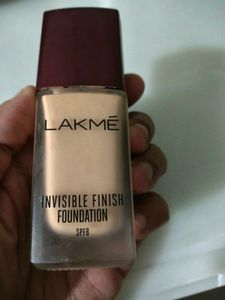 LAKMÉ
INVISIBLE FINISH
FOUNDATION
SPF8